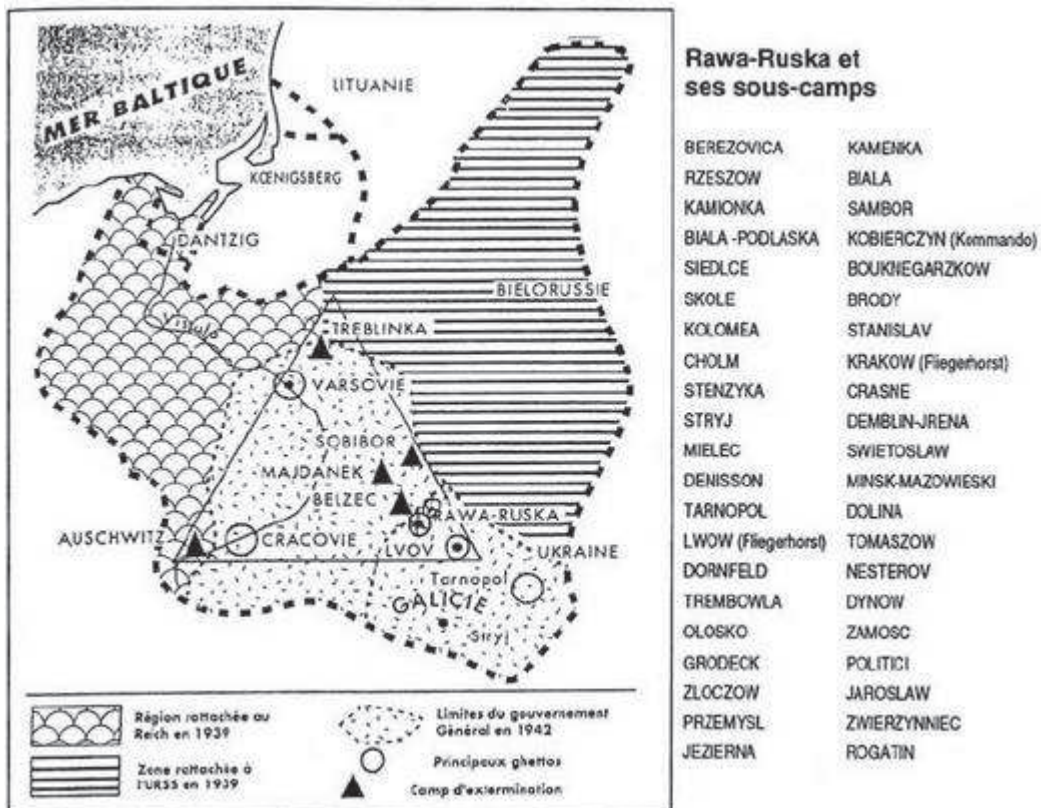 MER BALTIQUE
LITUANIE
KŒNIGSBERG
DANTZIG
Vistule
BIELORUSSIE
TREBLINKA
VARSOVIE
SOBIBOR
MAJDANEK
BELZEC
RAWA-RUSKA
AUSCHWITZ
CRACOVIE
LVOV
UKRAINE
Tarnopol
GALICIE
Stryj
Région rattachée au
Reich en 1939
Zone rattachée à
l'URSS en 1939
Limites du gouvernement
Général en 1942
Principaux ghettos
Camp d'extermination
Rawa-Ruska et
ses sous-camps
BEREZOVICA KAMENKA
RZESZOW BIALA
KAMIONKA SAMBOR
BIALA-PODLASKA KOBIERCZYN (Kommando)
SIEDLCE BOUKNEGARZKOW
SKOLE BRODY
KOLOMEA STANISLAV
CHOLM KRAKOW (Fliegerhorst)
STENZYKA CRASNE
STRYJ DEMBLIN-JRENA
MIELEC SWIETOSLAW
DENISSON MINSK-MAZOWIESKI
TARNOPOL DOLINA
LWOW (Fliegerhorst) TOMASZOW
DORNFELD NESTEROV
TREMBOWLA DYNOW
OLOSKO ZAMOSC
GRODECK POLITICI
ZLOCZOW JAROSLAW
PRZEMYSL ZWIERZYNNIEC
JEZIERNA ROGATIN